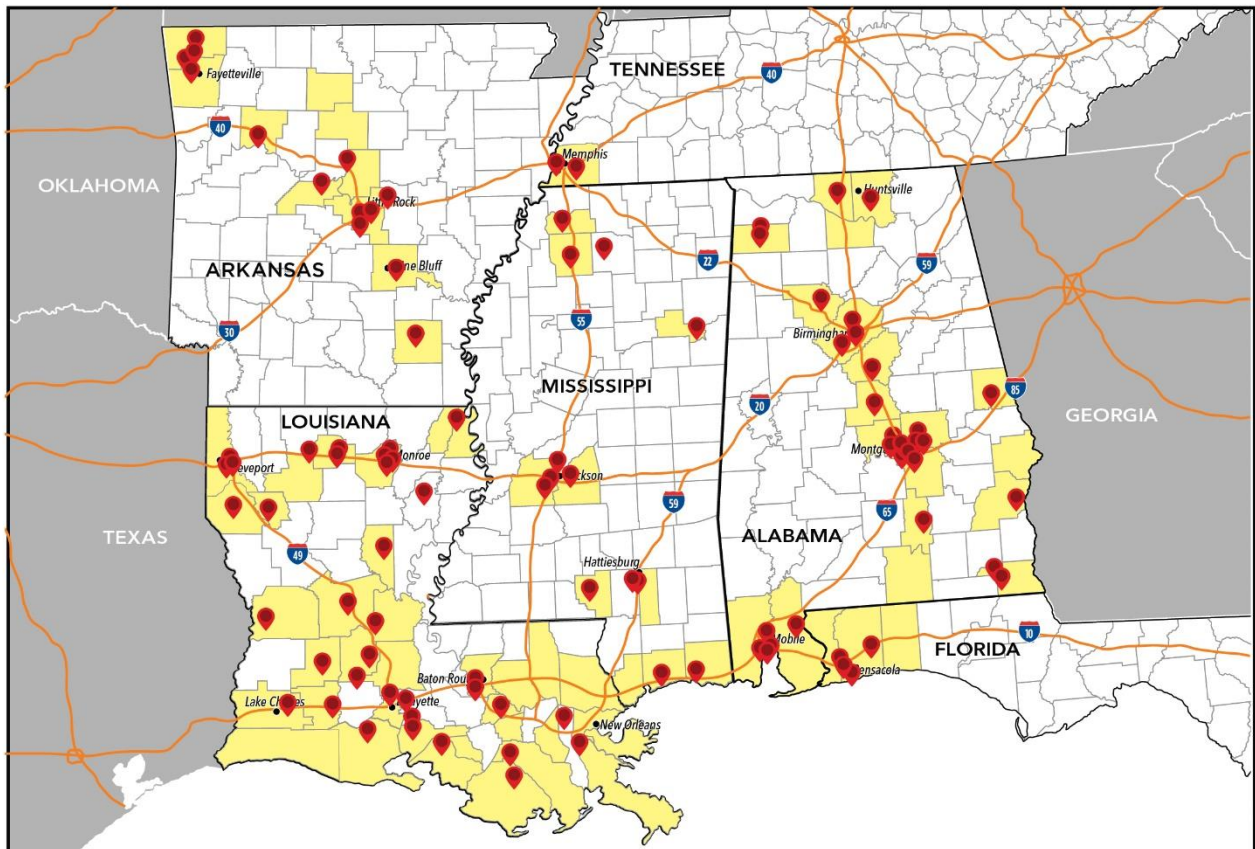 TENNESSEE
40
Fayetteville
40
Memphis
OKLAHOMA
Huntsville
Little Rock
22
59
ARKANSAS
Pine Bluff
30
55
Birmingham
MISSISSIPPI
85
20
GEORGIA
LOUISIANA
Monroe
Shreveport
Jackson
59
65
TEXAS
ALABAMA
49
Hattiesburg
Mobile
10
FLORIDA
Pensacola
Baton Rou
Lake Charles
Lafayette
New Orleans